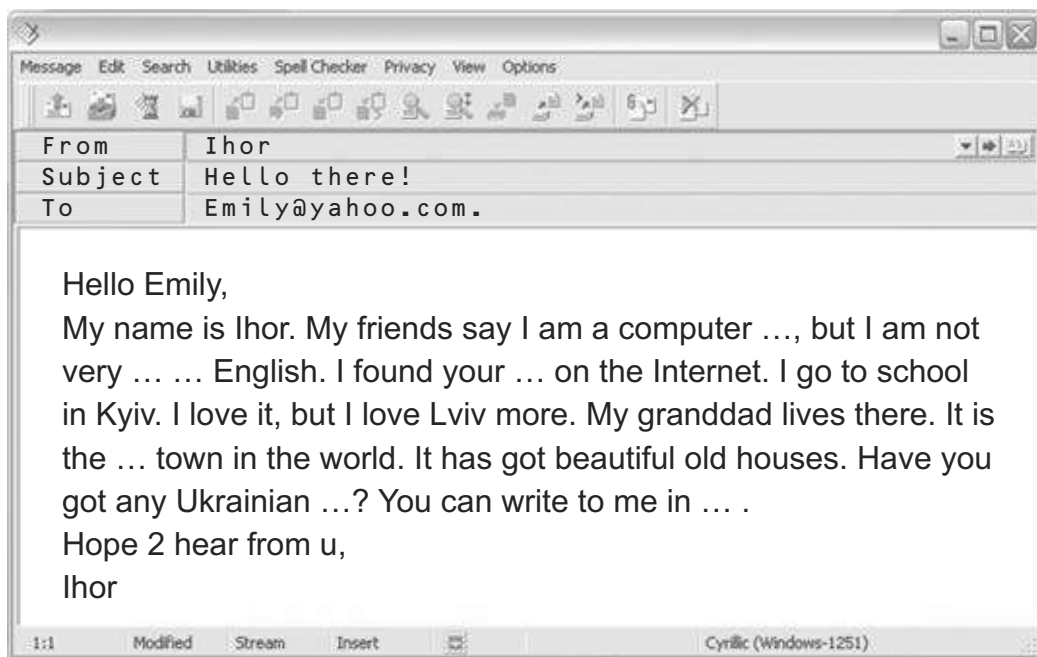 Message Edit Search Utilities Spell Checker Privacy View Options
From Ihor
Subject Hello there!
To Emily@yahoo.com.
Hello Emily,
My name is Ihor. My friends say I am a computer …, but I am not
very … … English. I found your … on the Internet. I go to school
in Kyiv. I love it, but I love Lviv more. My granddad lives there. It is
the … town in the world. It has got beautiful old houses. Have you
got any Ukrainian …? You can write to me in … .
Hope 2 hear from u,
Ihor
1:1 Modified Stream Insert Cyrillic (Windows-1251)